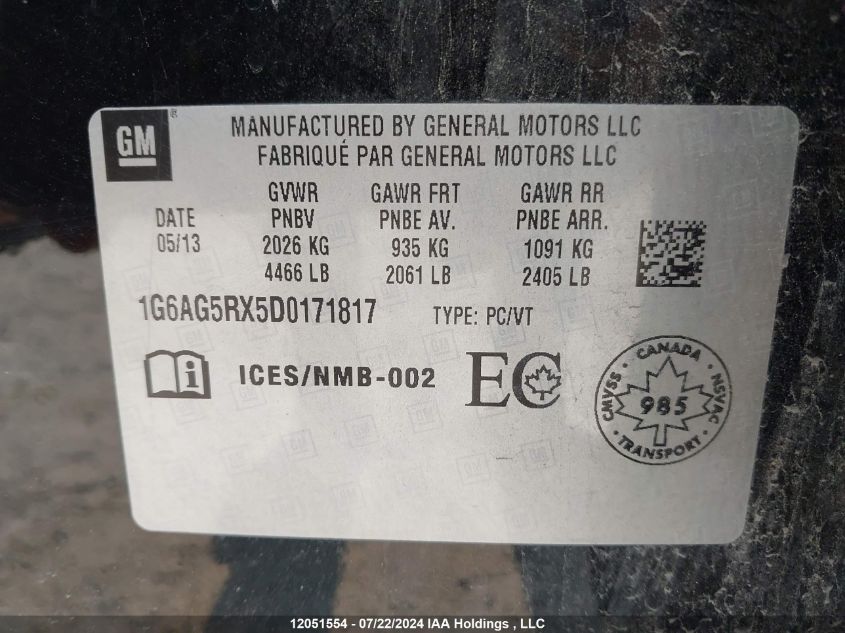 GM ®
MANUFACTURED BY GENERAL MOTORS LLC
FABRIQUÉ PAR GENERAL MOTORS LLC
GVWR GAWR FRT GAWR RR
DATE PNBV PNBE AV. PNBE ARR.
05/13 2026 KG 935 KG 1091 KG
4466 LB 2061 LB 2405 LB
1G6AG5RX5D0171817 TYPE: PC/VT
i ICES/NMB-002 EC
CANADA
CMVSS 985 NSVAC
TRANSPORT
12051554 - 07/22/2024 IAA Holdings , LLC